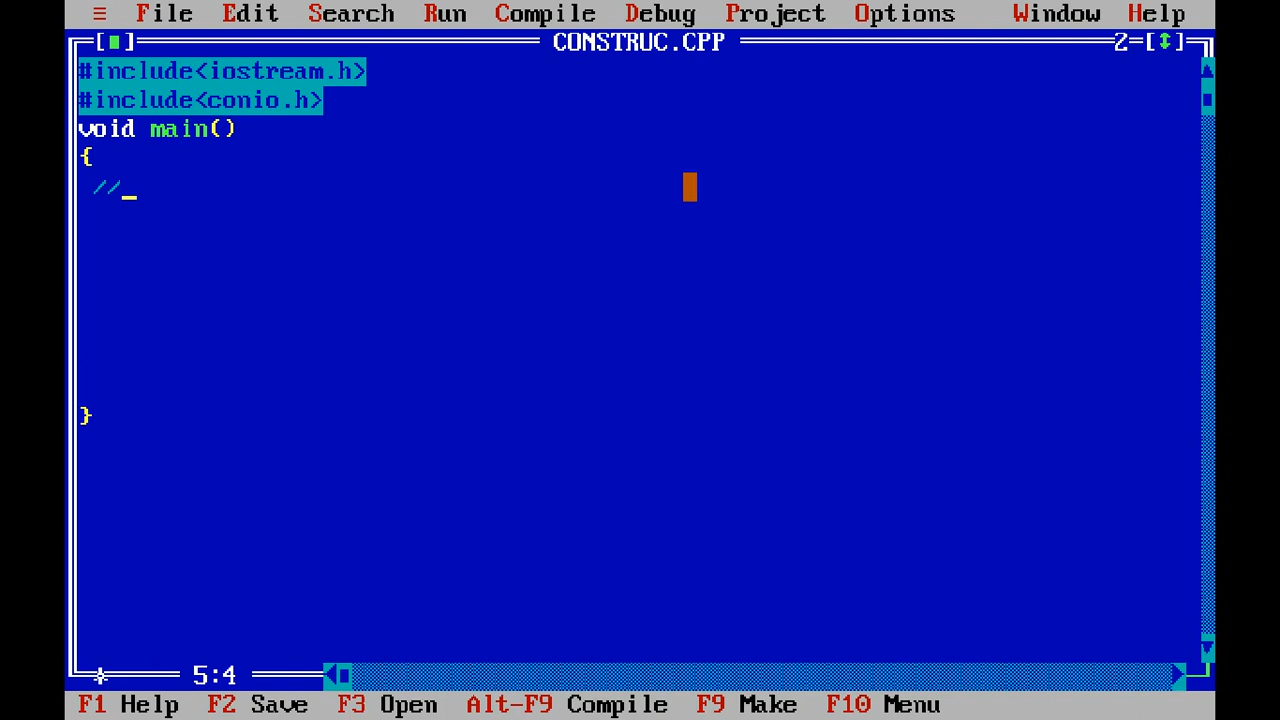 ≡ File Edit Search Run Compile Debug Project Options Window Help
[■] CONSTRUC.CPP 2=[↕]
#include<iostream.h>
#include<conio.h>
void main()
{
//_
}
* 5:4
F1 Help F2 Save F3 Open Alt-F9 Compile F9 Make F10 Menu